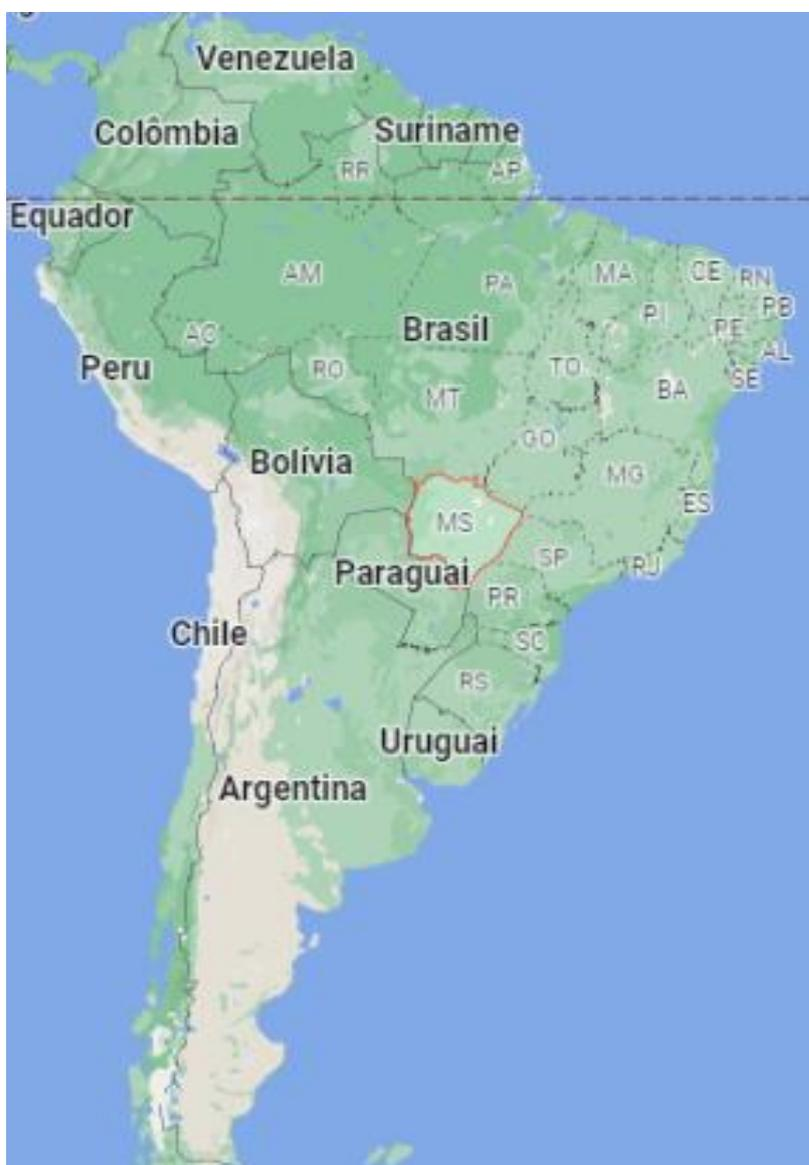 Venezuela
Colômbia
Suriname
RR
AP
Equador
AM
PA
MA
CE
RN
PI
PB
PE
AC
Brasil
AL
Peru
RO
TO
SE
MT
BA
GO
Bolívia
MG
ES
MS
SP
Paraguai
RJ
PR
Chile
SC
RS
Uruguai
Argentina